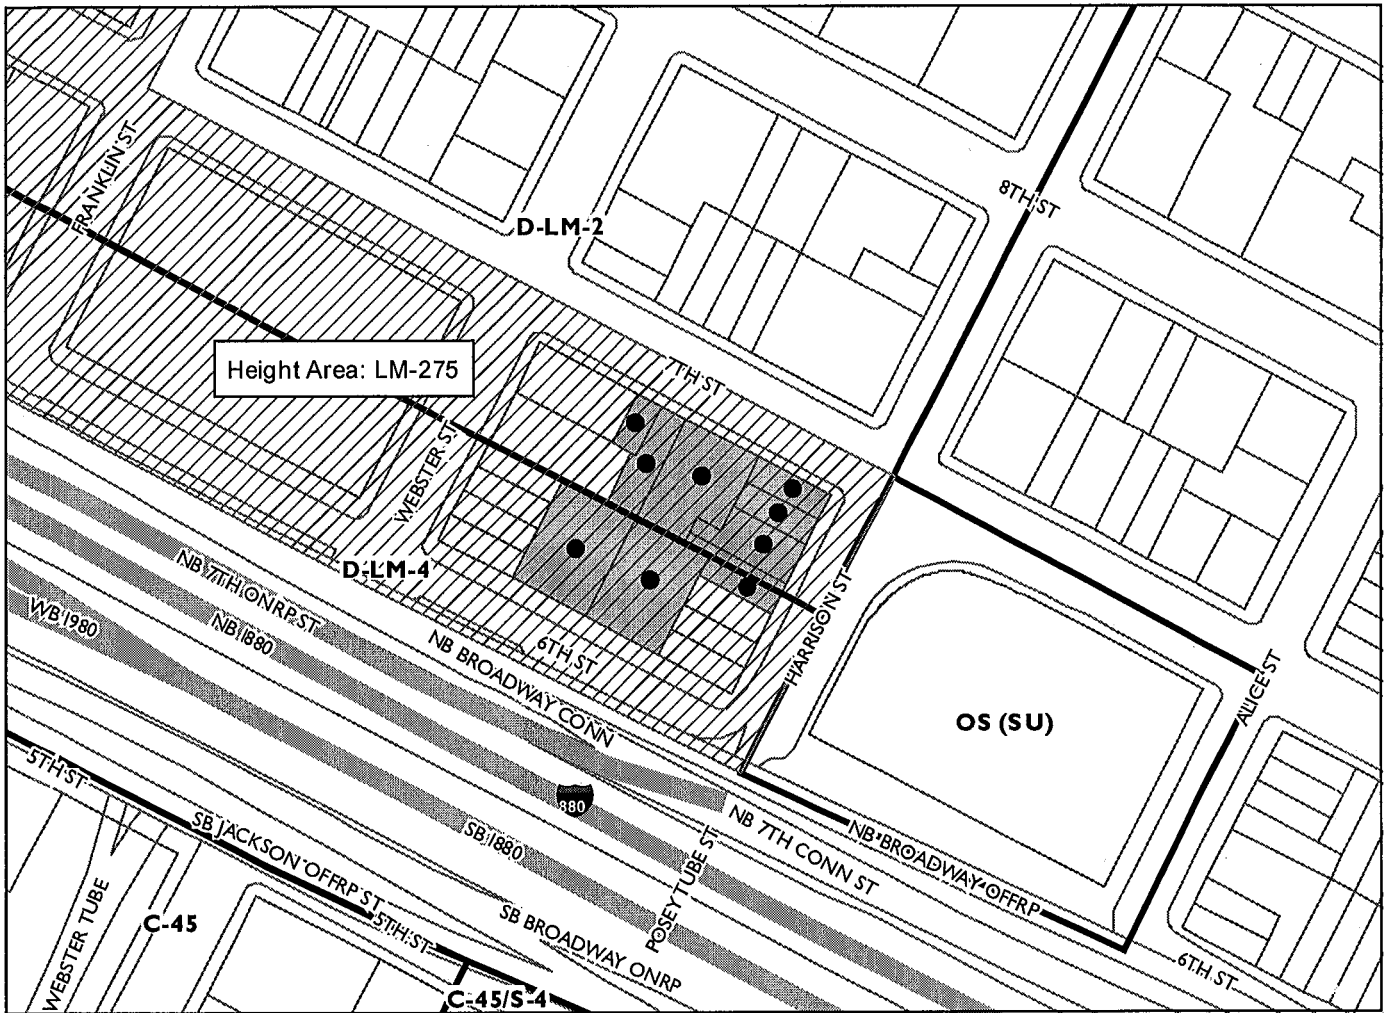 FRANKLIN ST
8TH ST
D-LM-2
Height Area: LM-275
7TH ST
WEBSTER ST
D-LM-4
NB 7TH ONRP ST
NB I880
WB I980
NB BROADWAY CONN
6TH ST
HARRISON ST
ALICE ST
OS (SU)
5TH ST
880
SB JACKSON OFFRP ST
SB I880
NB 7TH CONN ST
NB BROADWAY OFFRP
POSEY TUBE ST
WEBSTER TUBE
C-45
5TH ST
SB BROADWAY ONRP
6TH ST
C-45/S-4